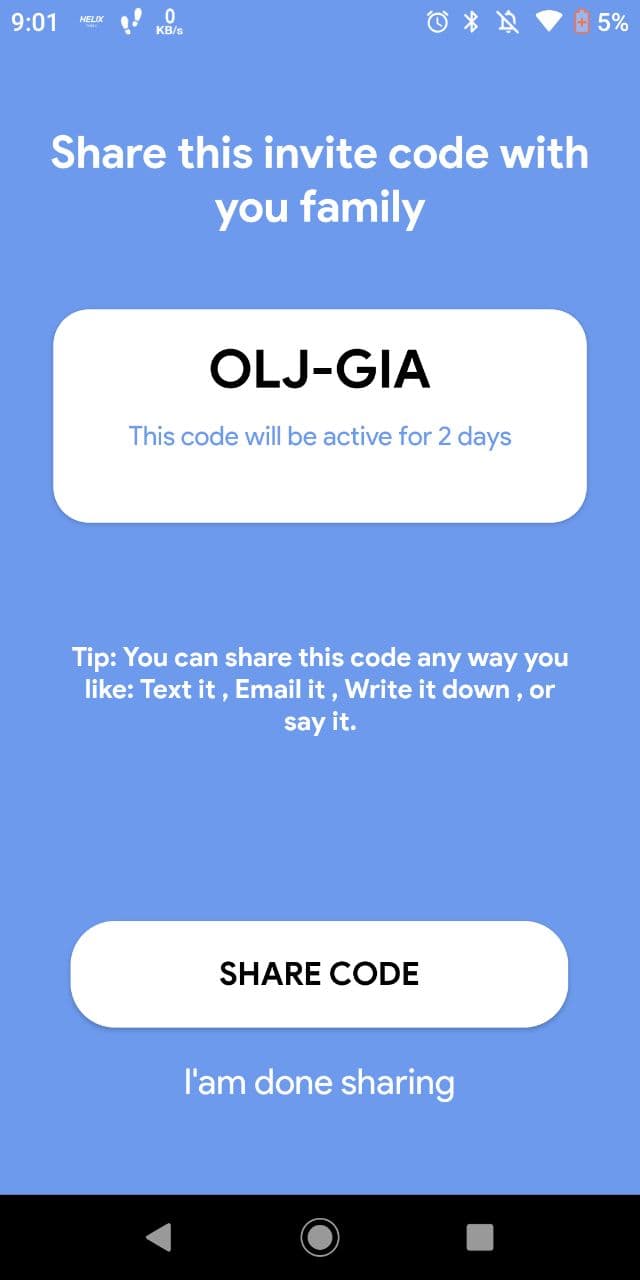 9:01 HELIX 0 KB/s 5%
Share this invite code with
you family
OLJ-GIA
This code will be active for 2 days
Tip: You can share this code any way you
like: Text it , Email it , Write it down , or
say it.
SHARE CODE
I'am done sharing